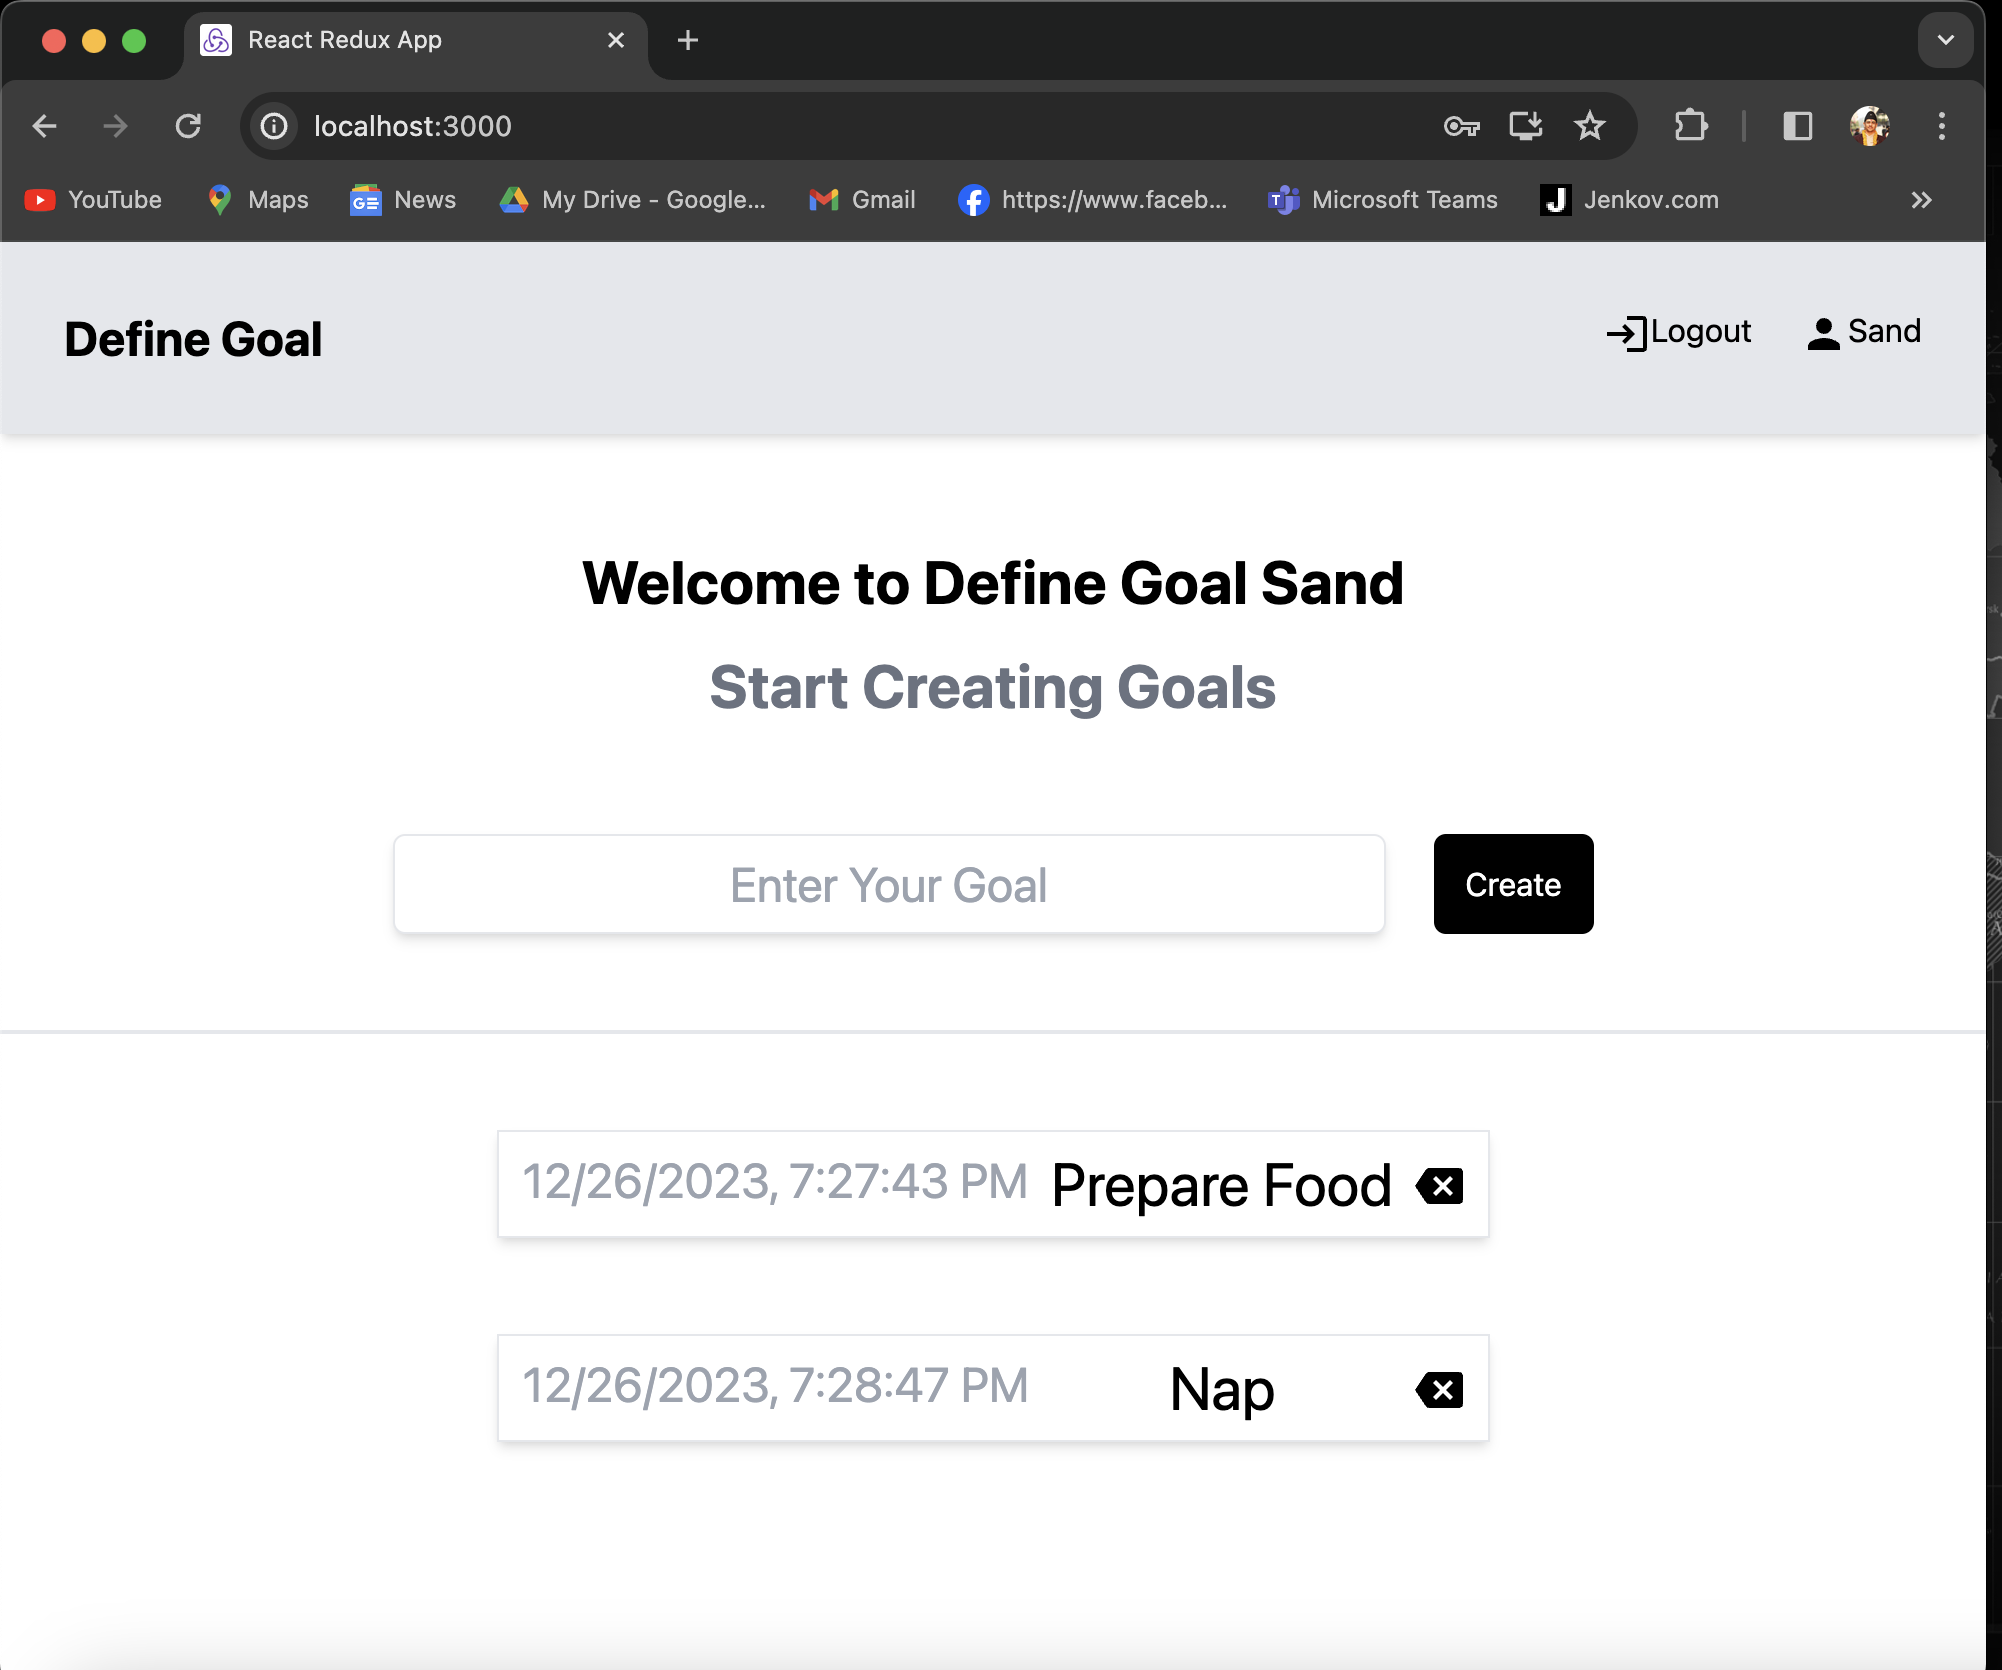 React Redux App
localhost:3000
YouTube Maps News My Drive - Google... Gmail https://www.faceb... Microsoft Teams Jenkov.com
Define Goal Logout Sand
Welcome to Define Goal Sand
Start Creating Goals
Enter Your Goal Create
12/26/2023, 7:27:43 PM Prepare Food
12/26/2023, 7:28:47 PM Nap